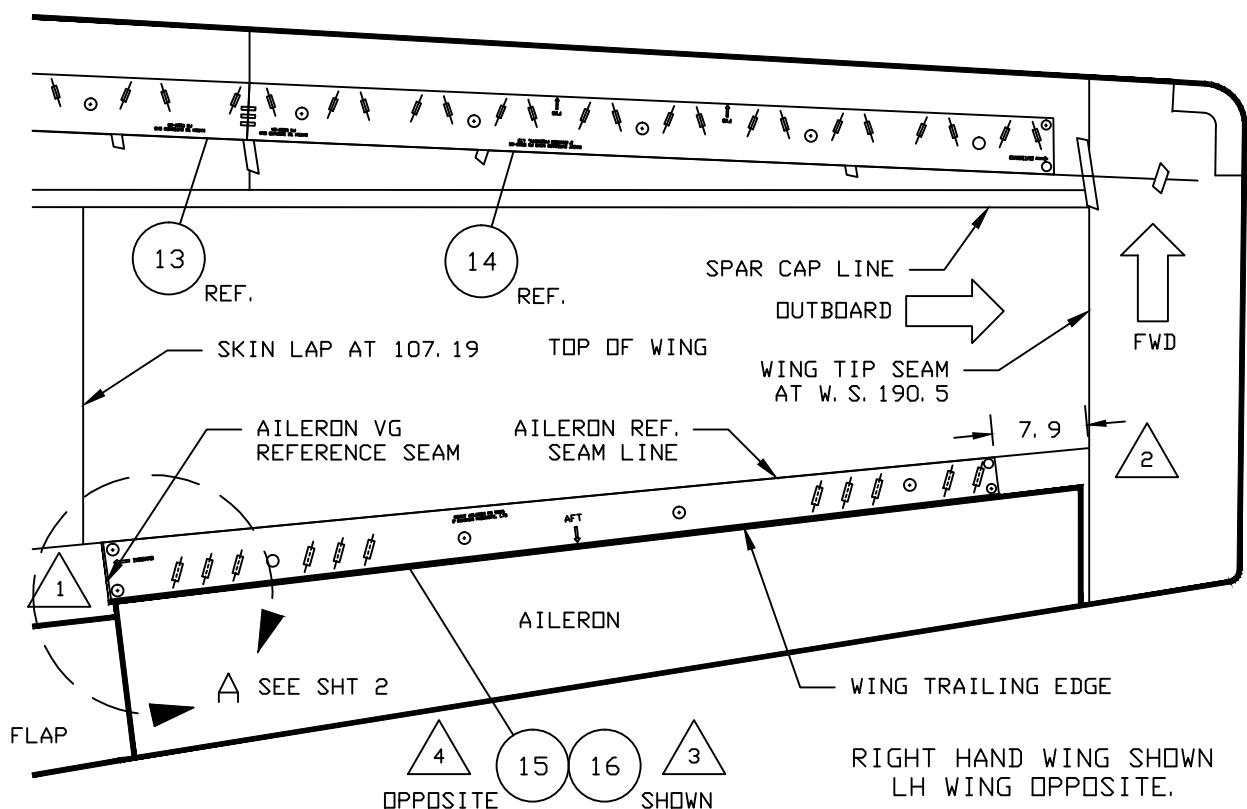 13
REF.
14
REF.
SPAR CAP LINE
OUTBOARD
FWD
SKIN LAP AT 107.19
TOP OF WING
WING TIP SEAM
AT W.S.190.5
AILERON VG
REFERENCE SEAM
AILERON REF.
SEAM LINE
7.9
2
AFT
1
AILERON
A SEE SHT 2
WING TRAILING EDGE
FLAP
4
OPPOSITE
15
16
3
SHOWN
RIGHT HAND WING SHOWN
LH WING OPPOSITE.